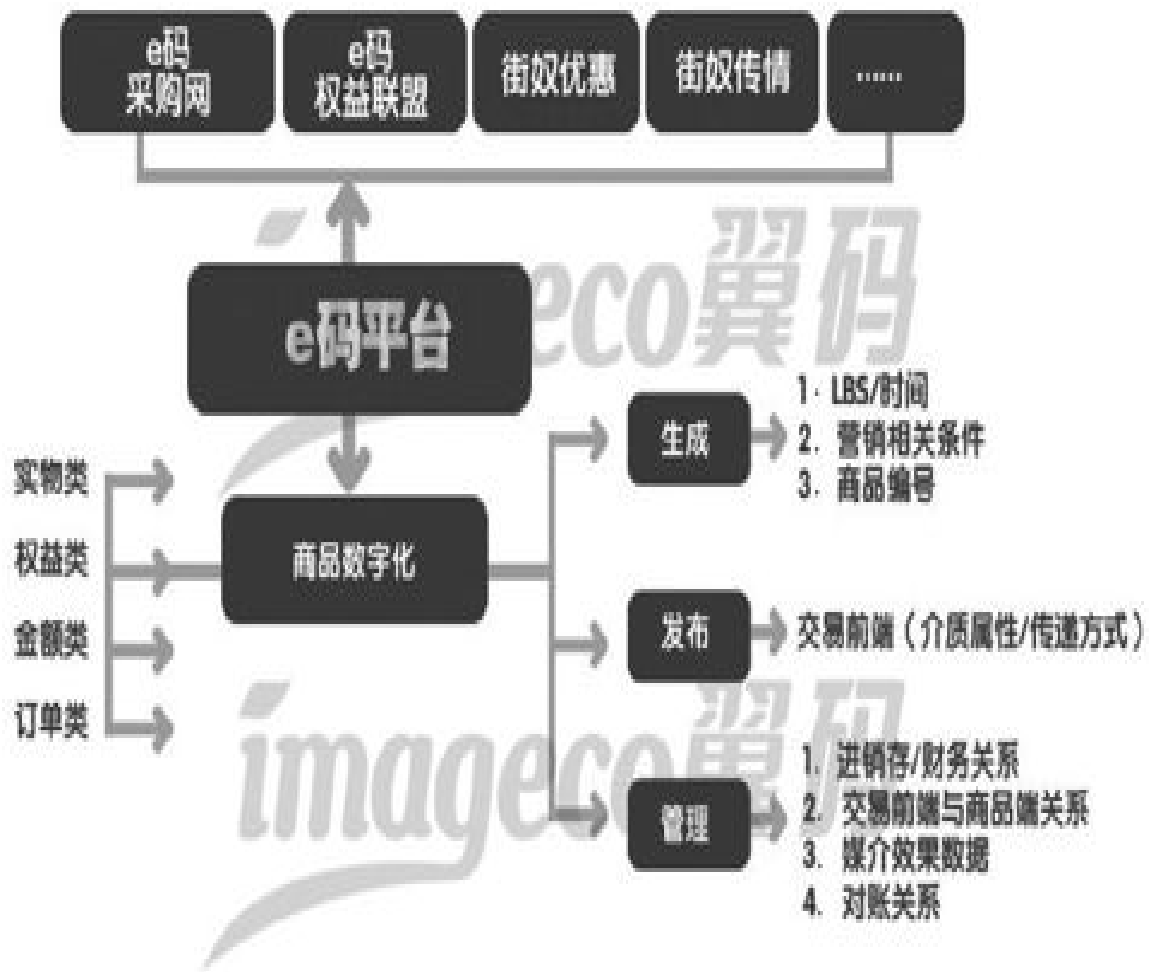 e码
采购网
e码
权益联盟
街奴优惠
街奴传情
……
imageco翼码
e码平台
实物类
权益类
金额类
订单类
商品数字化
生成
1. LBS/时间
2. 营销相关条件
3. 商品编号
发布
交易前端（介质属性/传递方式）
imageco翼码
管理
1. 进销存/财务关系
2. 交易前端与商品端关系
3. 媒介效果数据
4. 对账关系